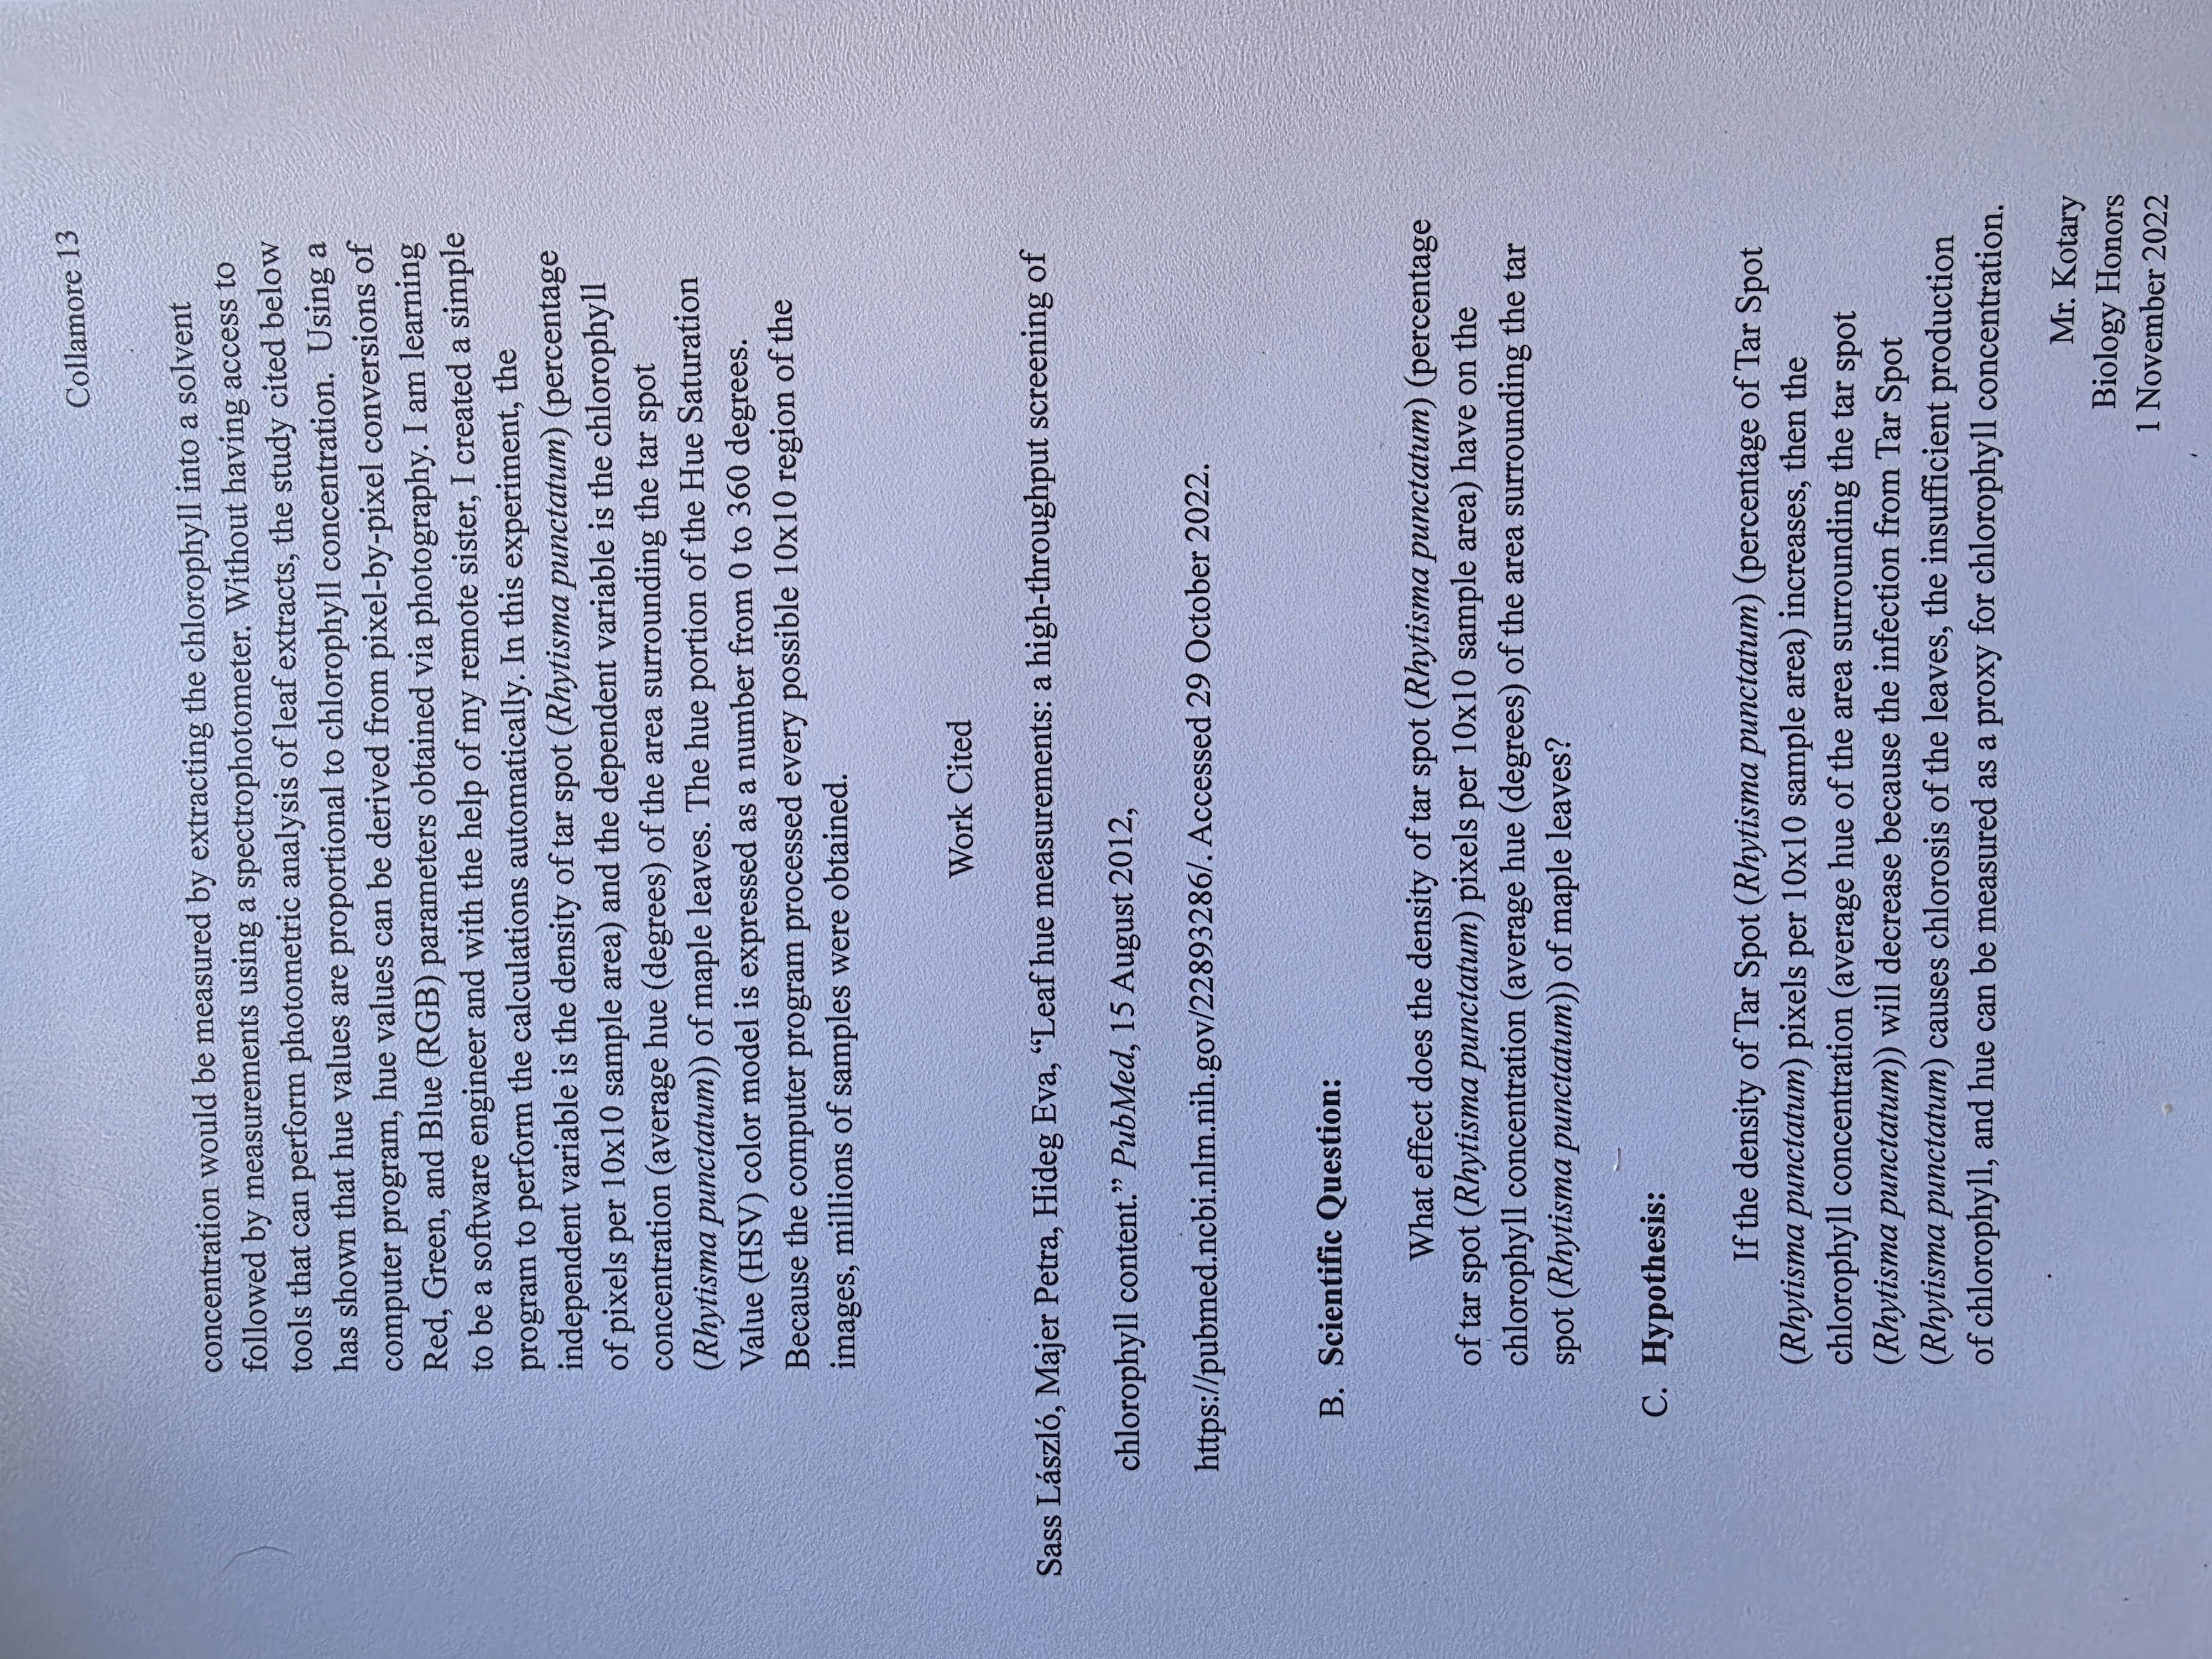 Collamore 13
concentration would be measured by extracting the chlorophyll into a solvent
followed by measurements using a spectrophotometer. Without having access to
tools that can perform photometric analysis of leaf extracts, the study cited below
has shown that hue values are proportional to chlorophyll concentration.  Using a
computer program, hue values can be derived from pixel-by-pixel conversions of
Red, Green, and Blue (RGB) parameters obtained via photography. I am learning
to be a software engineer and with the help of my remote sister, I created a simple
program to perform the calculations automatically. In this experiment, the
independent variable is the density of tar spot (Rhytisma punctatum) (percentage
of pixels per 10x10 sample area) and the dependent variable is the chlorophyll
concentration (average hue (degrees) of the area surrounding the tar spot
(Rhytisma punctatum)) of maple leaves. The hue portion of the Hue Saturation
Value (HSV) color model is expressed as a number from 0 to 360 degrees.
Because the computer program processed every possible 10x10 region of the
images, millions of samples were obtained.
Work Cited
Sass László, Majer Petra, Hideg Eva, “Leaf hue measurements: a high-throughput screening of
chlorophyll content.” PubMed, 15 August 2012,
https://pubmed.ncbi.nlm.nih.gov/22893286/. Accessed 29 October 2022.
B. Scientific Question:
What effect does the density of tar spot (Rhytisma punctatum) (percentage
of tar spot (Rhytisma punctatum) pixels per 10x10 sample area) have on the
chlorophyll concentration (average hue (degrees) of the area surrounding the tar
spot (Rhytisma punctatum)) of maple leaves?
C. Hypothesis:
If the density of Tar Spot (Rhytisma punctatum) (percentage of Tar Spot
(Rhytisma punctatum) pixels per 10x10 sample area) increases, then the
chlorophyll concentration (average hue of the area surrounding the tar spot
(Rhytisma punctatum)) will decrease because the infection from Tar Spot
(Rhytisma punctatum) causes chlorosis of the leaves, the insufficient production
of chlorophyll, and hue can be measured as a proxy for chlorophyll concentration.
Mr. Kotary
Biology Honors
1 November 2022